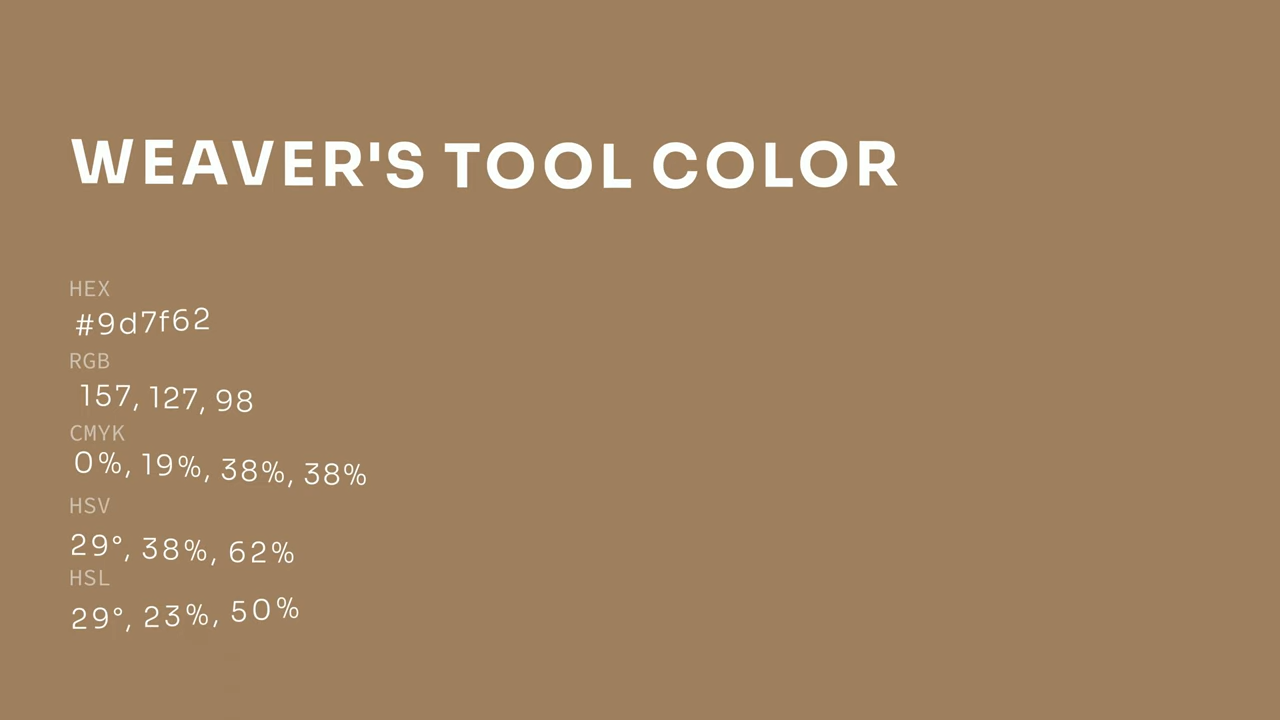 WEAVER'S TOOL COLOR
HEX
#9d7f62
RGB
157, 127, 98
CMYK
0%, 19%, 38%, 38%
HSV
29°, 38%, 62%
HSL
29°, 23%, 50%